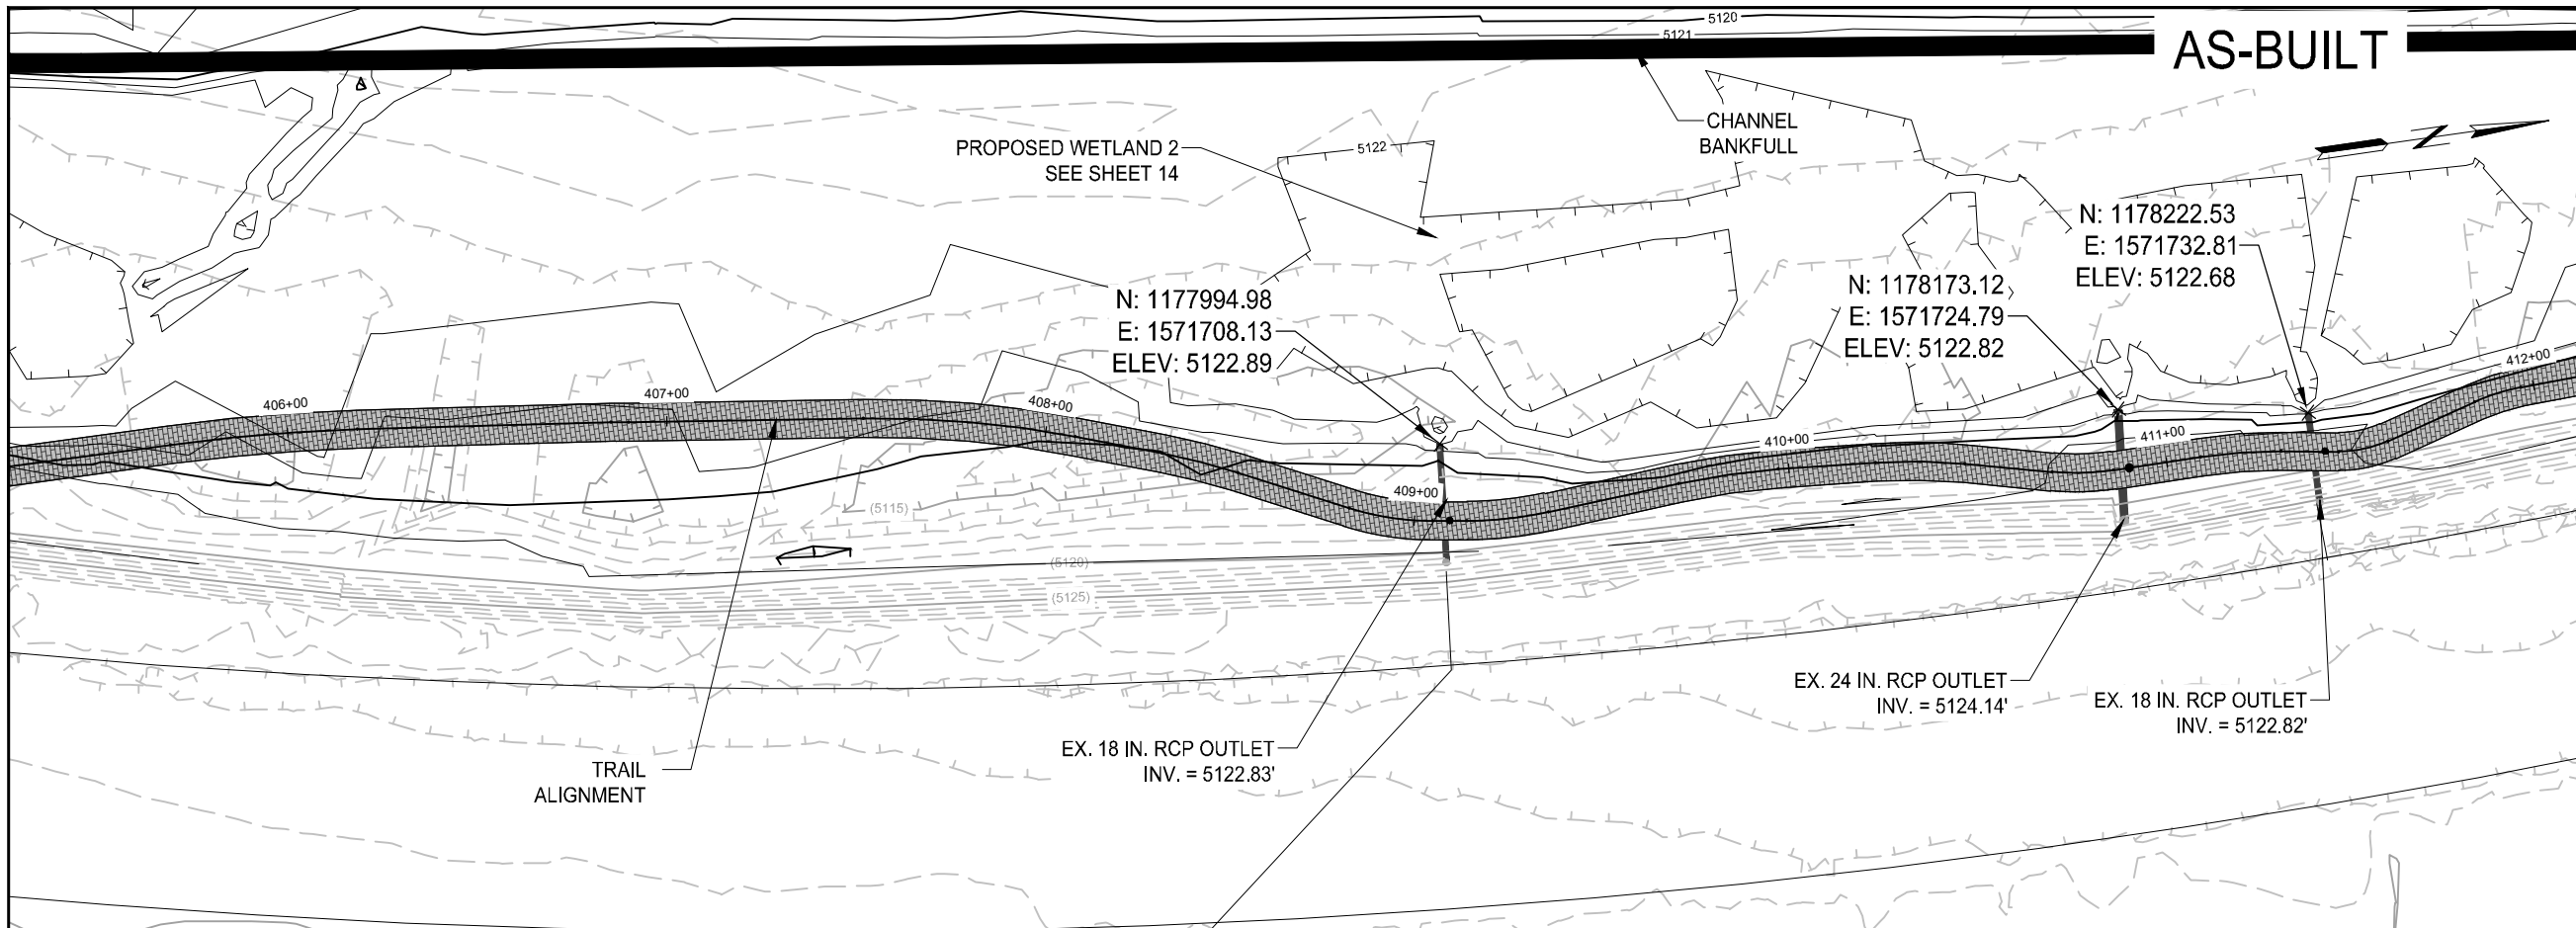 5120
5121
AS-BUILT
CHANNEL
BANKFULL
PROPOSED WETLAND 2
SEE SHEET 14
5122
N
N: 1178222.53
E: 1571732.81
ELEV: 5122.68
N: 1178173.12
E: 1571724.79
ELEV: 5122.82
N: 1177994.98
E: 1571708.13
ELEV: 5122.89
406+00
407+00
408+00
409+00
410+00
411+00
412+00
(5115)
(5120)
(5125)
TRAIL
ALIGNMENT
EX. 18 IN. RCP OUTLET
INV. = 5122.83'
EX. 24 IN. RCP OUTLET
INV. = 5124.14'
EX. 18 IN. RCP OUTLET
INV. = 5122.82'